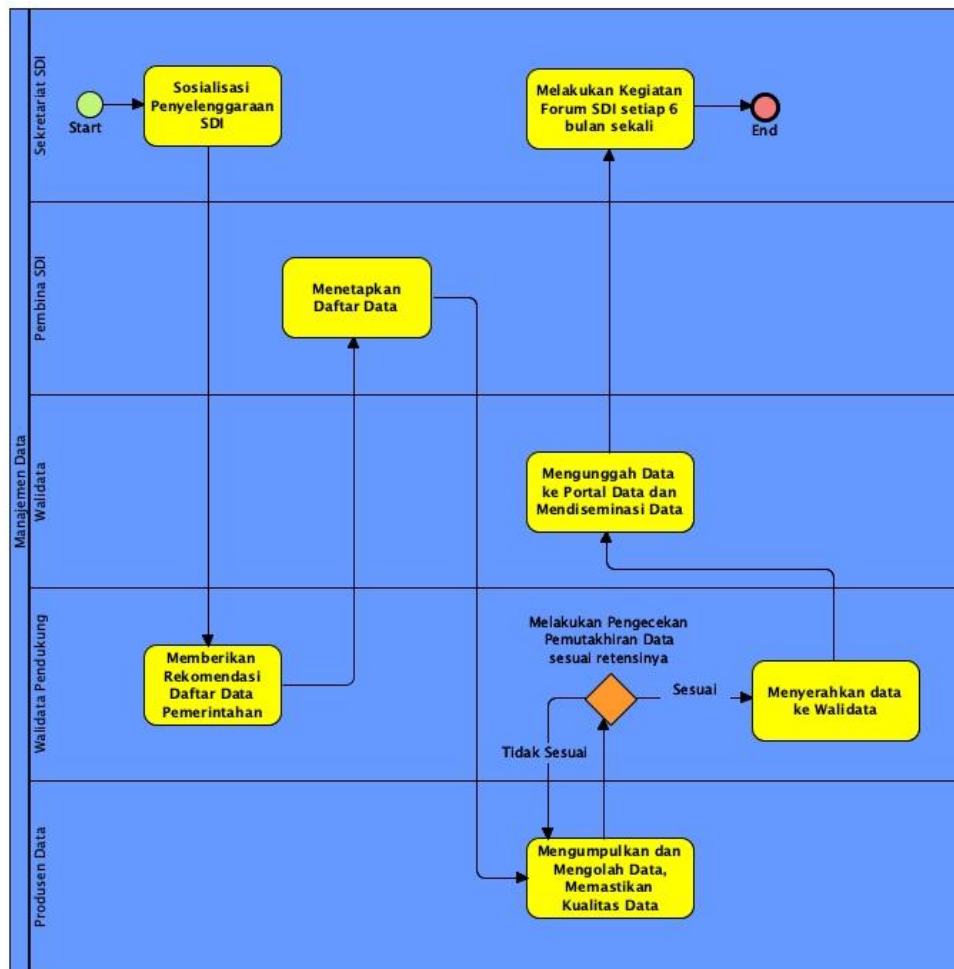 Manajemen Data
Sekretariat SDI
Start
Sosialisasi
Penyelenggaraan
SDI
Melakukan Kegiatan
Forum SDI setiap 6
bulan sekali
End
Pembina SDI
Menetapkan
Daftar Data
Walidata
Mengunggah Data
ke Portal Data dan
Mendiseminasi Data
Walidata Pendukung
Memberikan
Rekomendasi
Daftar Data
Pemerintahan
Melakukan Pengecekan
Pemutakhiran Data
sesuai retensinya
Sesuai
Tidak Sesuai
Menyerahkan data
ke Walidata
Produsen Data
Mengumpulkan dan
Mengolah Data,
Memastikan
Kualitas Data